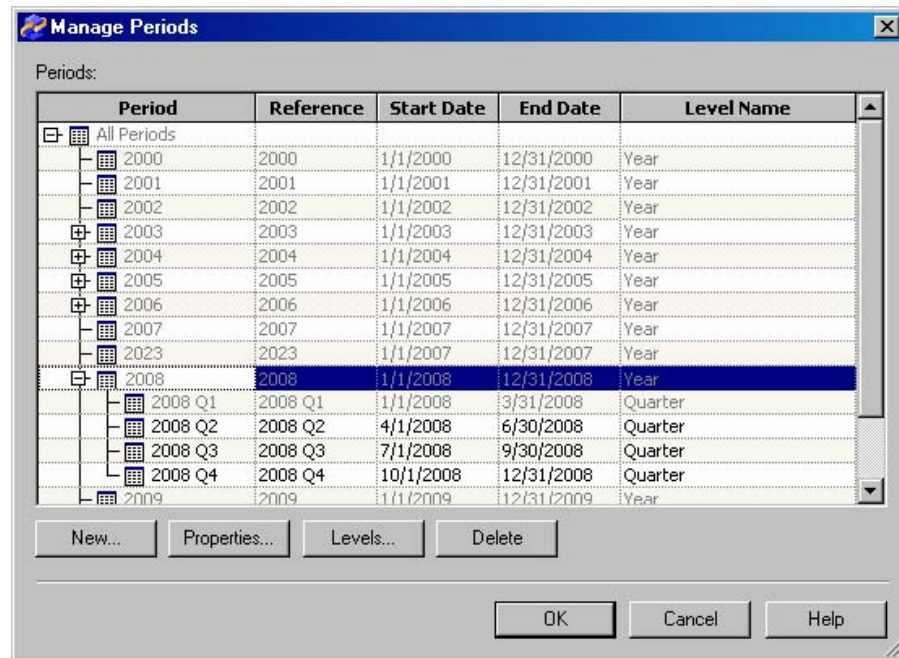 Manage Periods
Periods:
Period Reference Start Date End Date Level Name
All Periods
2000 2000 1/1/2000 12/31/2000 Year
2001 2001 1/1/2001 12/31/2001 Year
2002 2002 1/1/2002 12/31/2002 Year
2003 2003 1/1/2003 12/31/2003 Year
2004 2004 1/1/2004 12/31/2004 Year
2005 2005 1/1/2005 12/31/2005 Year
2006 2006 1/1/2006 12/31/2006 Year
2007 2007 1/1/2007 12/31/2007 Year
2023 2023 1/1/2007 12/31/2007 Year
2008 2008 1/1/2008 12/31/2008 Year
2008 Q1 2008 Q1 1/1/2008 3/31/2008 Quarter
2008 Q2 2008 Q2 4/1/2008 6/30/2008 Quarter
2008 Q3 2008 Q3 7/1/2008 9/30/2008 Quarter
2008 Q4 2008 Q4 10/1/2008 12/31/2008 Quarter
2009 2009 1/1/2009 12/31/2009 Year
New... Properties... Levels... Delete
OK Cancel Help